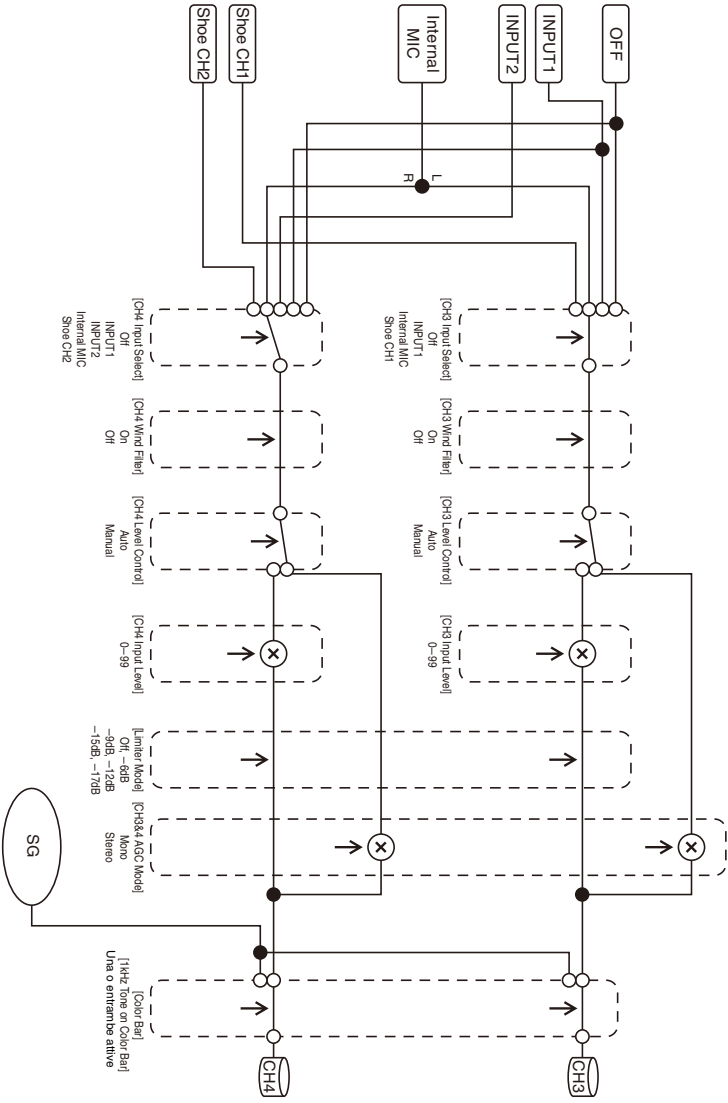 OFF
INPUT1
INPUT2
Internal
MIC
Shoe CH1
Shoe CH2
L
R
[CH3 Input Select]
Off
INPUT1
Internal MIC
Shoe CH1
[CH3 Wind Filter]
On
Off
[CH3 Level Control]
Auto
Manual
[CH3 Input Level]
0–99
CH3
[CH4 Input Select]
Off
INPUT1
INPUT2
Internal MIC
Shoe CH2
[CH4 Wind Filter]
On
Off
[CH4 Level Control]
Auto
Manual
[CH4 Input Level]
0–99
[Limiter Mode]
Off, –6dB
–9dB, –12dB
–15dB, –17dB
[CH3&4 AGC Mode]
Mono
Stereo
[Color Bar]
[1kHz Tone on Color Bar]
Una o entrambe attive
CH4
SG